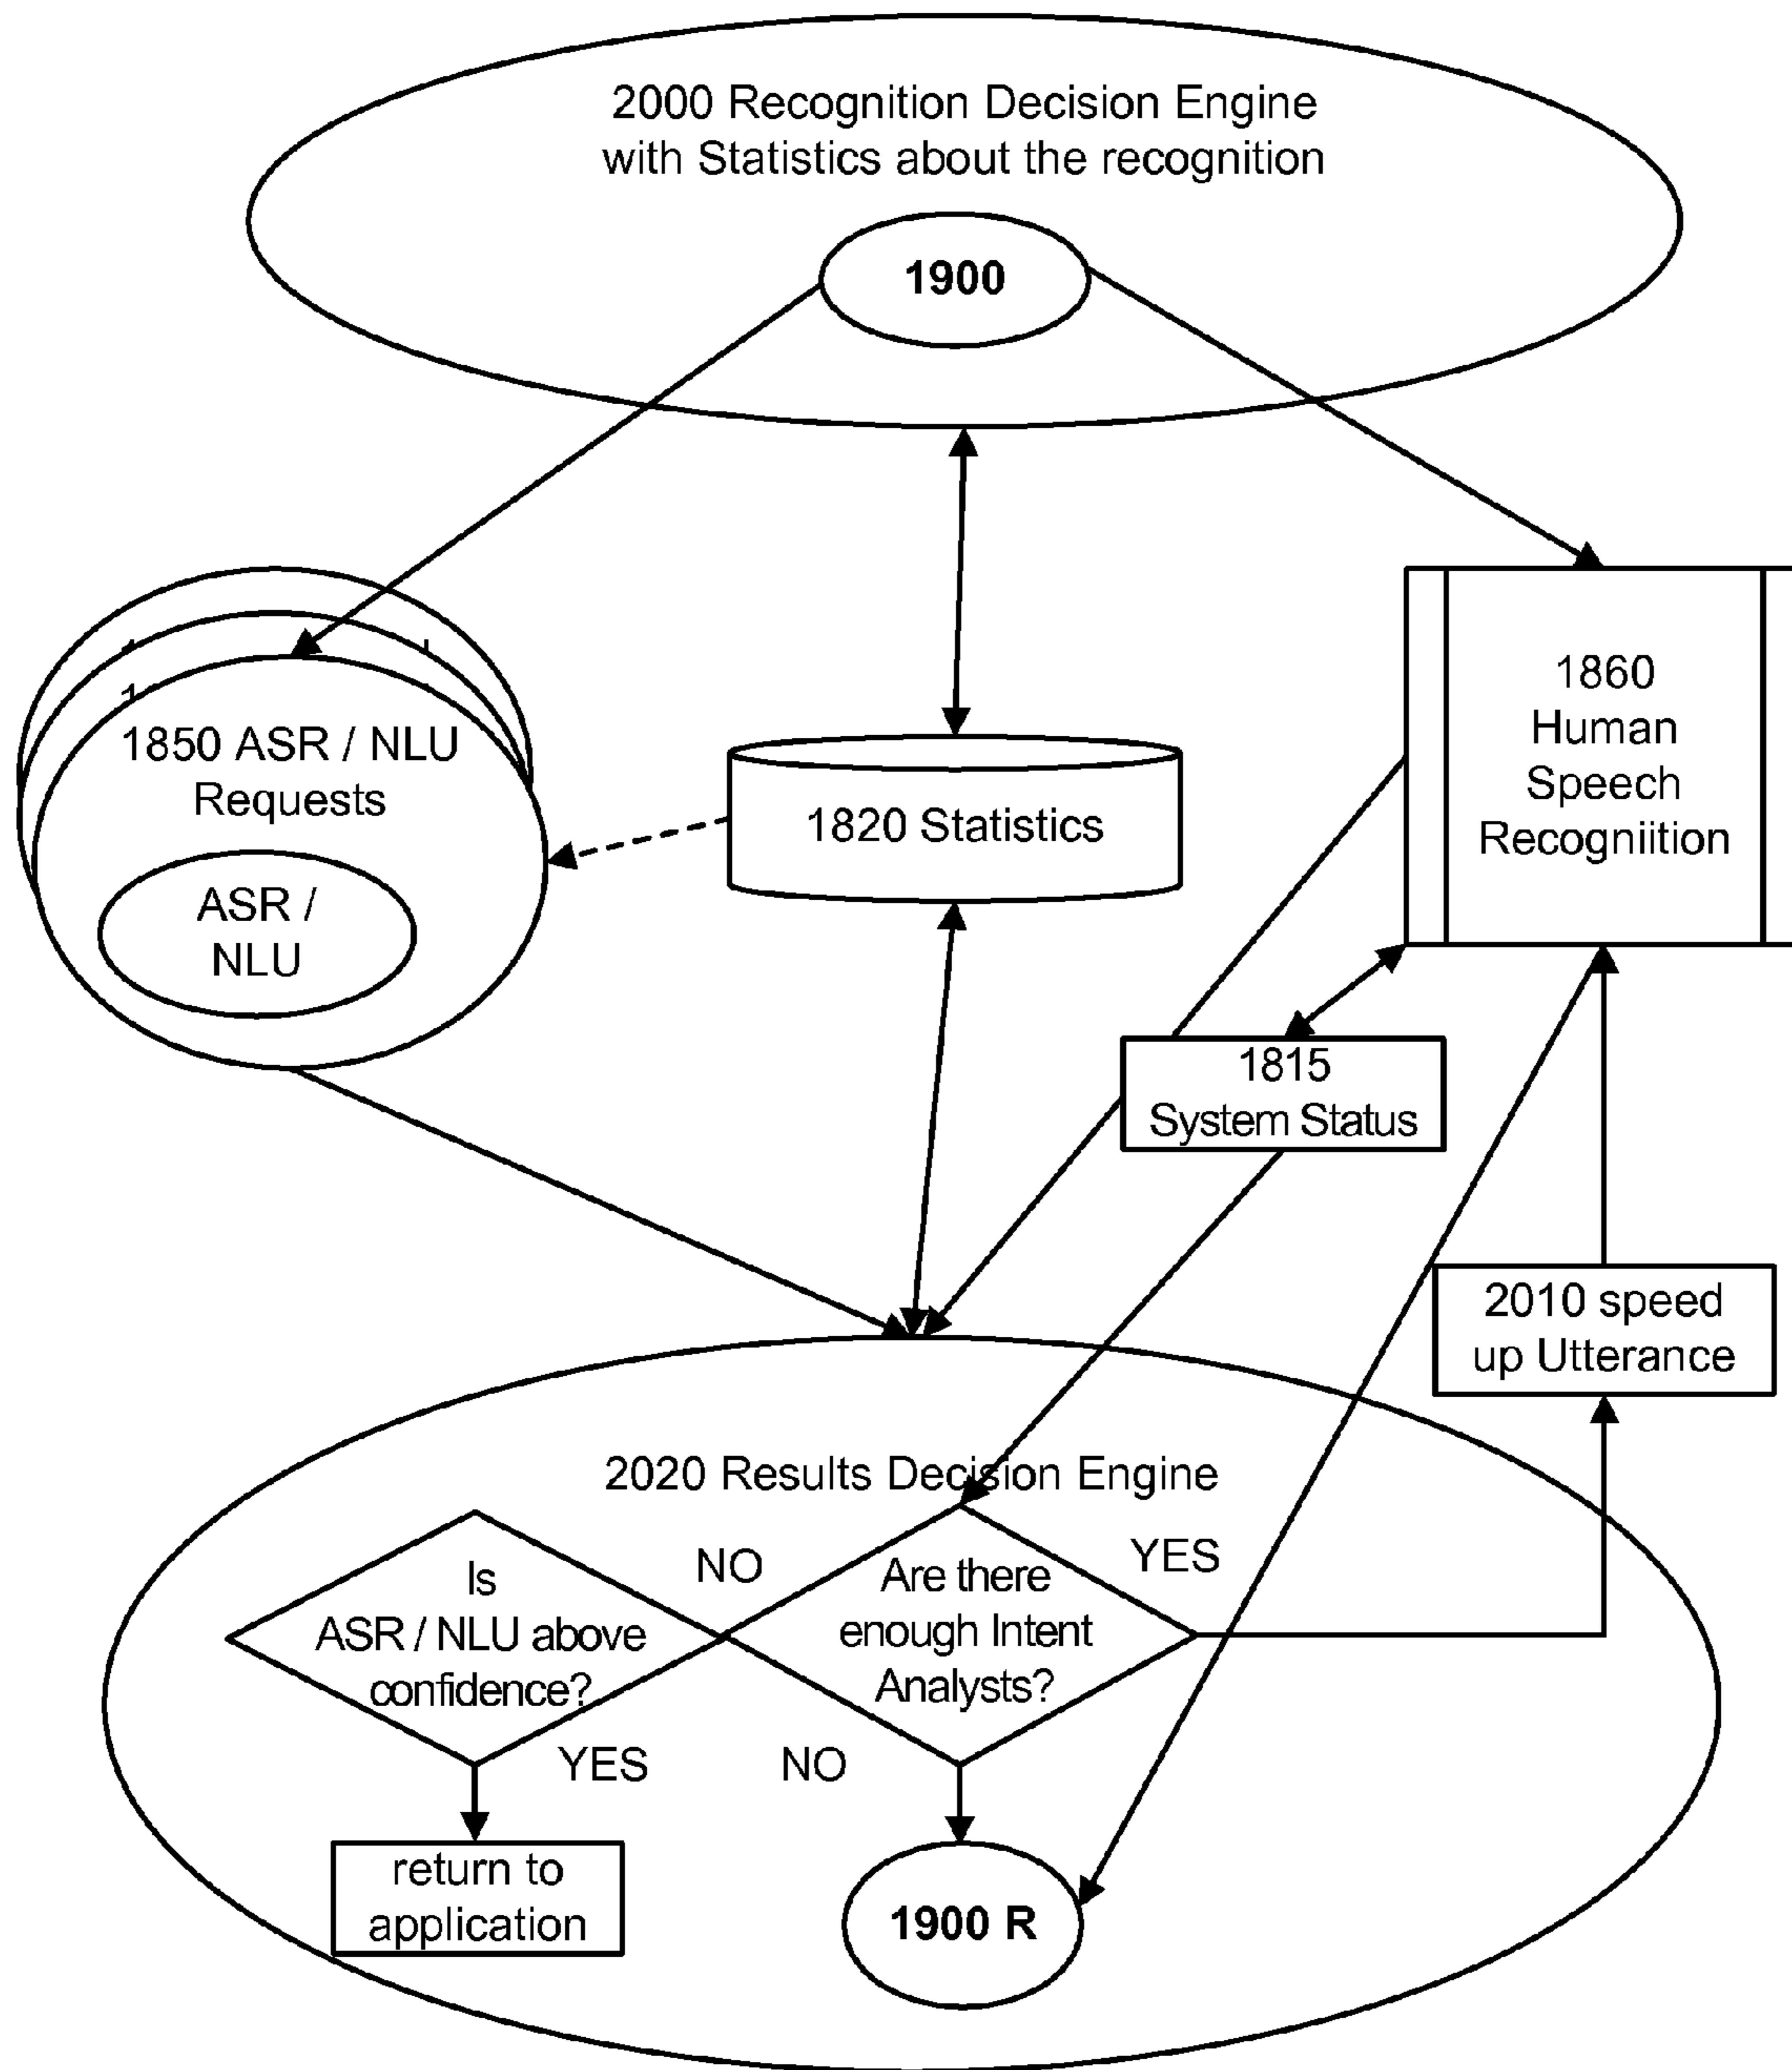 2000 Recognition Decision Engine
with Statistics about the recognition
1900
1850 ASR / NLU
Requests
ASR /
NLU
1820 Statistics
1860
Human
Speech
Recogniition
1815
System Status
2010 speed
up Utterance
2020 Results Decision Engine
Is
ASR / NLU above
confidence?
NO
Are there
enough Intent
Analysts?
YES
YES
NO
return to
application
1900 R